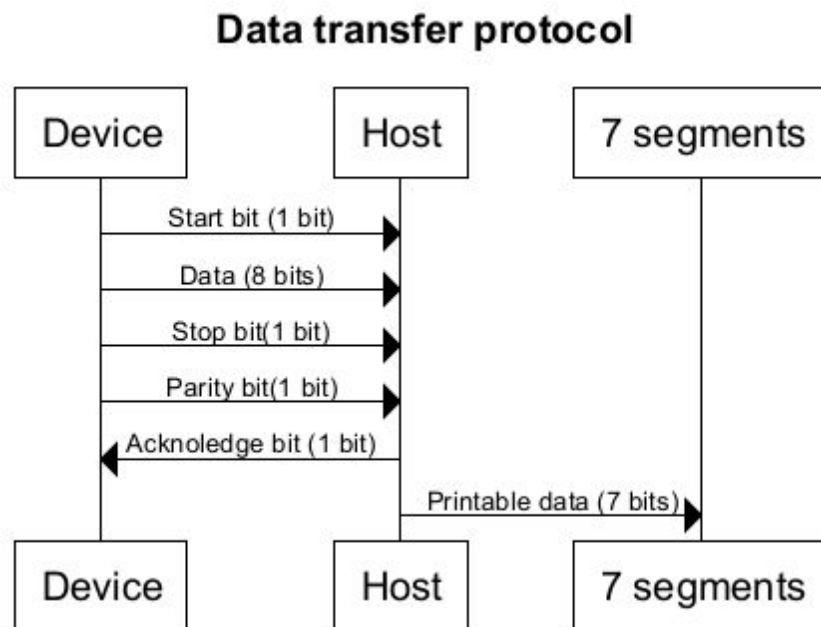 Data transfer protocol
Device
Host
7 segments
Start bit (1 bit)
Data (8 bits)
Stop bit(1 bit)
Parity bit(1 bit)
Acknoledge bit (1 bit)
Printable data (7 bits)
Device
Host
7 segments